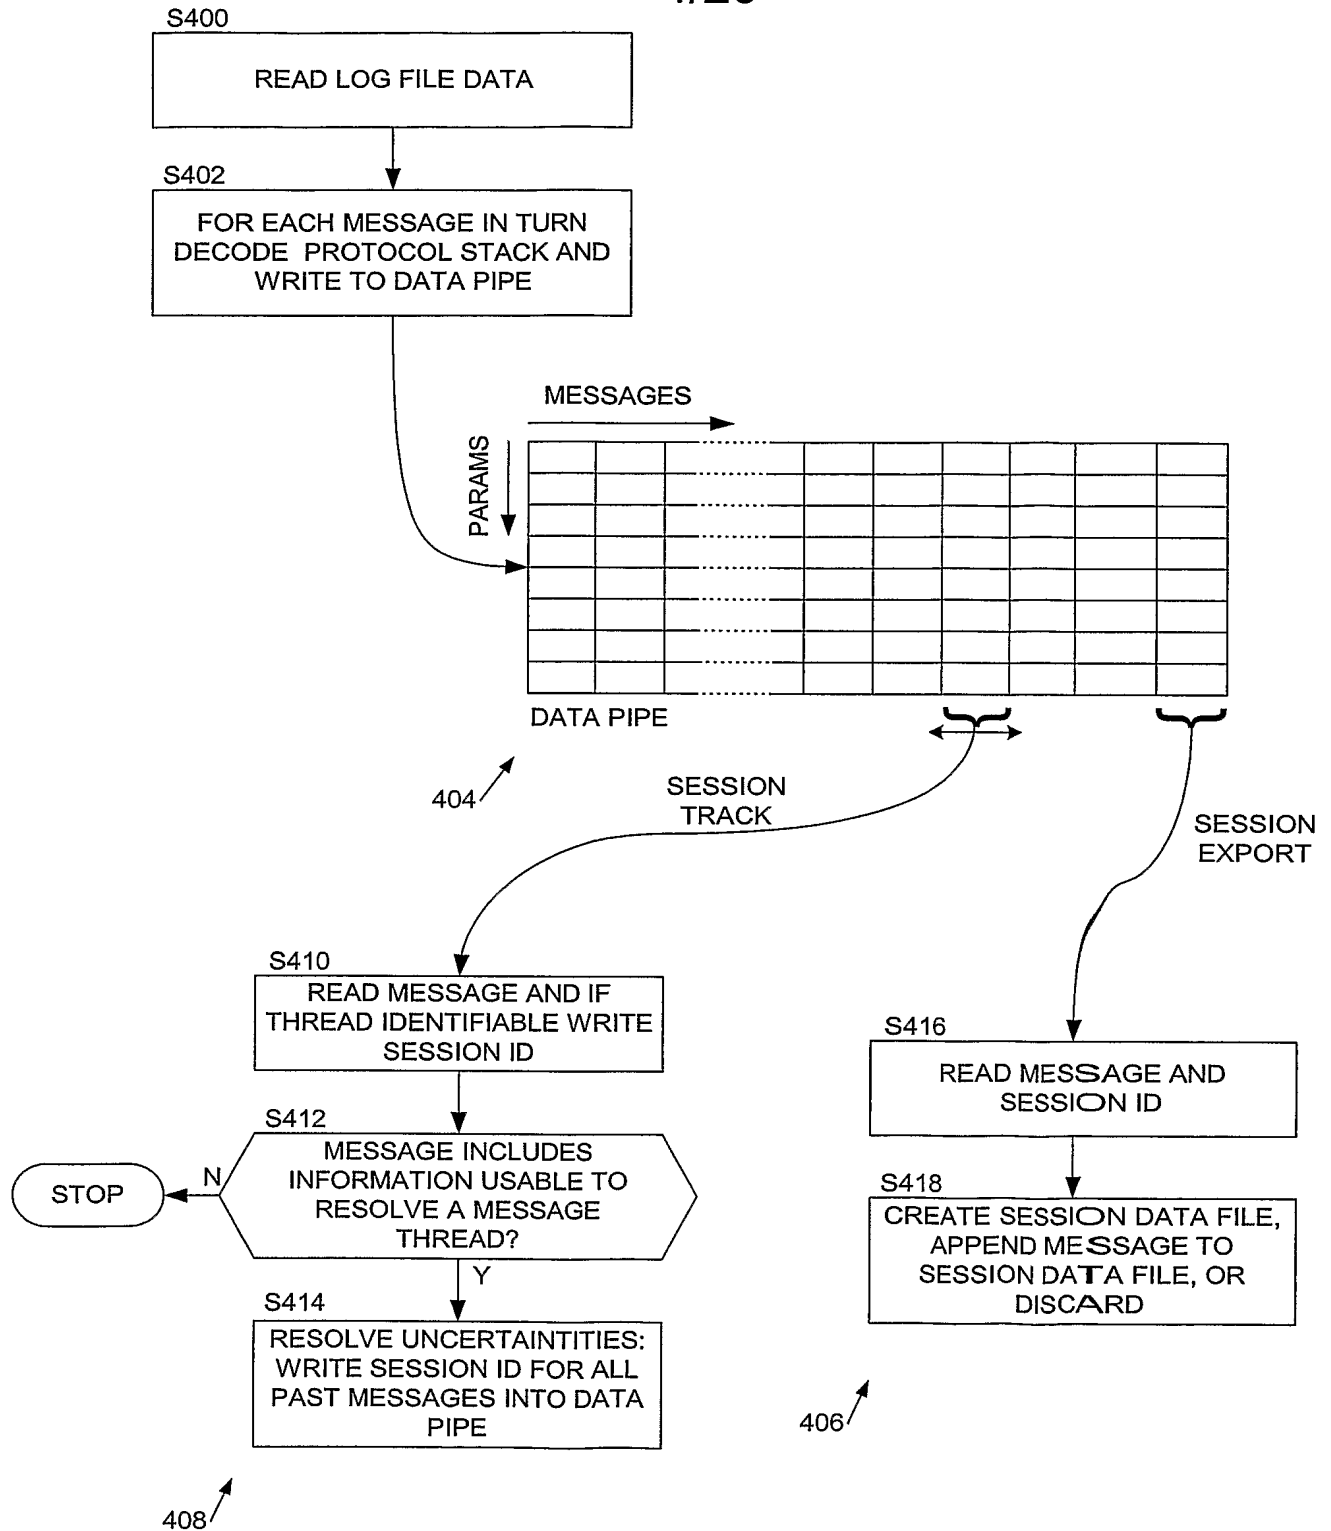 S400
READ LOG FILE DATA
S402
FOR EACH MESSAGE IN TURN
DECODE PROTOCOL STACK AND
WRITE TO DATA PIPE
MESSAGES
PARAMS
DATA PIPE
404
SESSION
TRACK
SESSION
EXPORT
S410
READ MESSAGE AND IF
THREAD IDENTIFIABLE WRITE
SESSION ID
S412
MESSAGE INCLUDES
INFORMATION USABLE TO
RESOLVE A MESSAGE
THREAD?
N
STOP
Y
S414
RESOLVE UNCERTAINTITIES:
WRITE SESSION ID FOR ALL
PAST MESSAGES INTO DATA
PIPE
408
S416
READ MESSAGE AND
SESSION ID
S418
CREATE SESSION DATA FILE,
APPEND MESSAGE TO
SESSION DATA FILE, OR
DISCARD
406